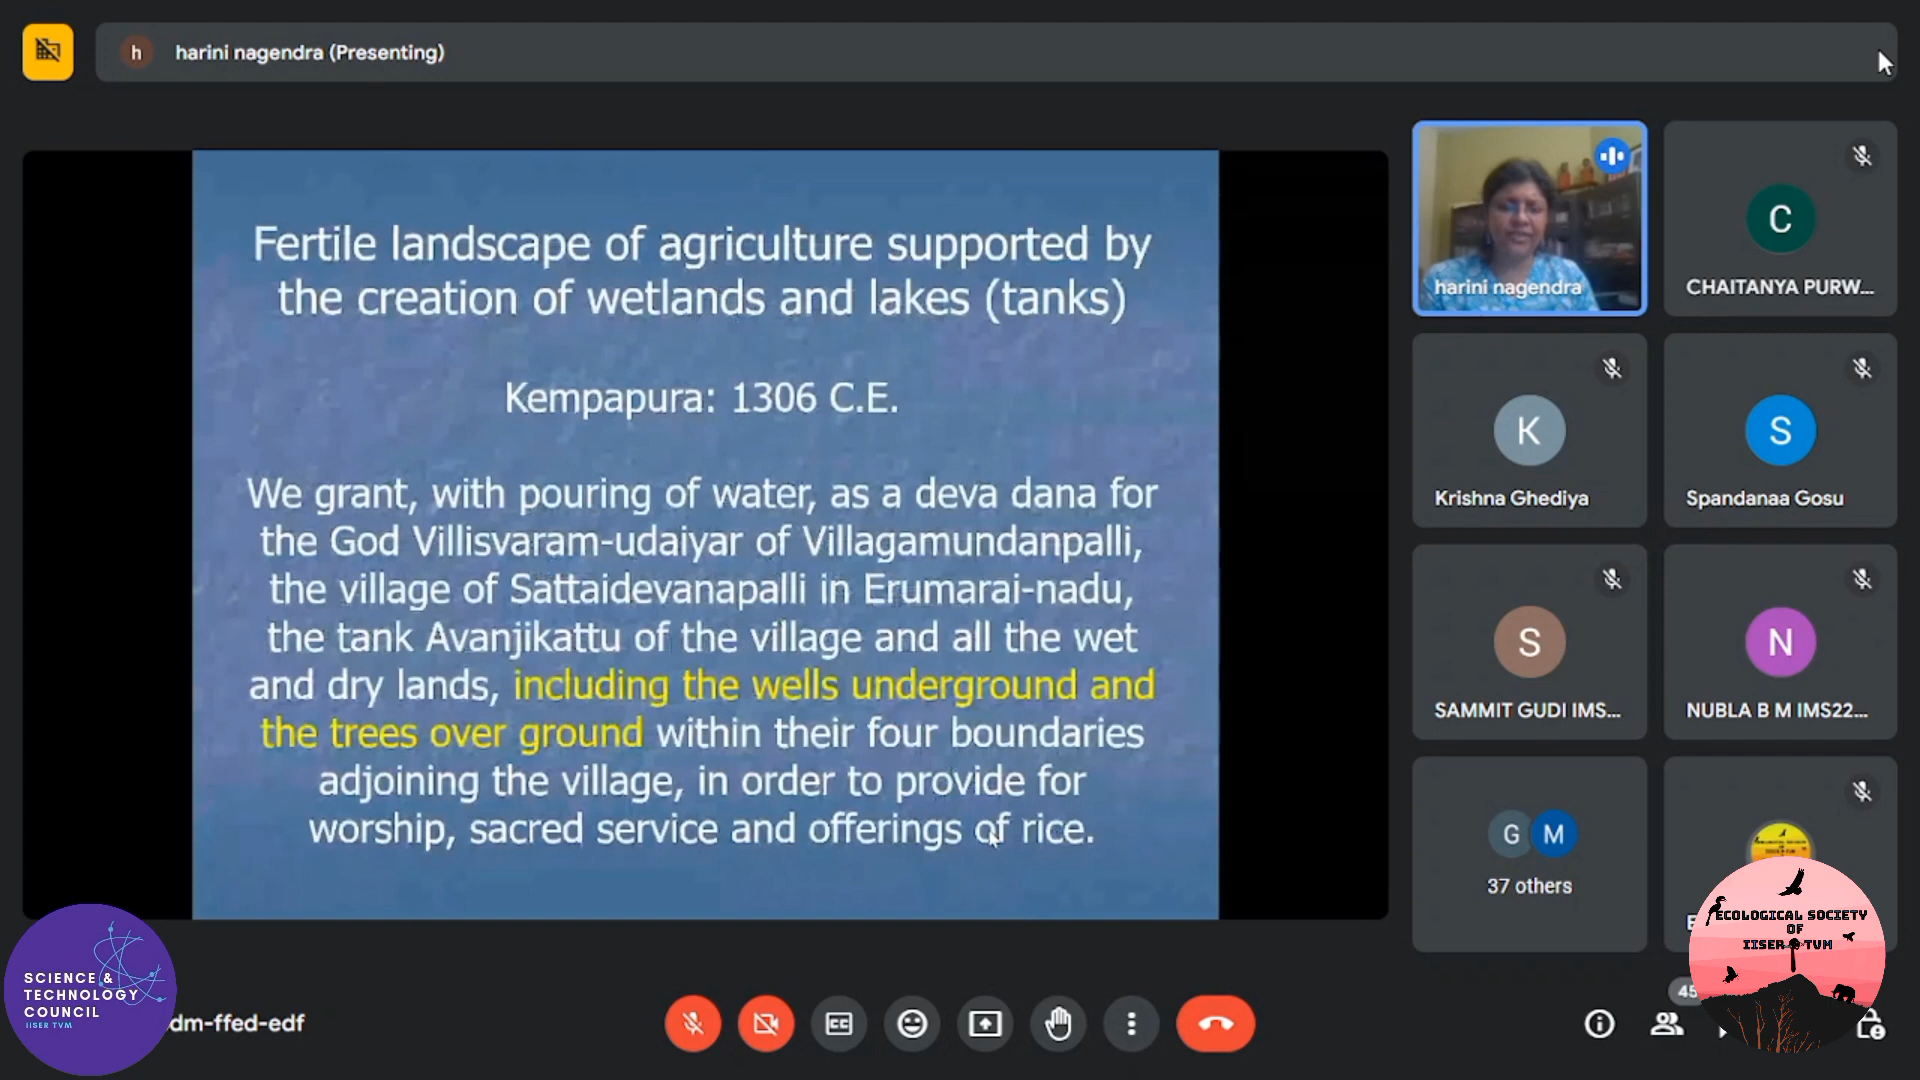 h harini nagendra (Presenting)
Fertile landscape of agriculture supported by
the creation of wetlands and lakes (tanks)
Kempapura: 1306 C.E.
We grant, with pouring of water, as a deva dana for
the God Villisvaram-udaiyar of Villagamundanpalli,
the village of Sattaidevanapalli in Erumarai-nadu,
the tank Avanjikattu of the village and all the wet
and dry lands, including the wells underground and
the trees over ground within their four boundaries
adjoining the village, in order to provide for
worship, sacred service and offerings of rice.
harini nagendra
C
CHAITANYA PURW...
K
Krishna Ghediya
S
Spandanaa Gosu
S
SAMMIT GUDI IMS...
N
NUBLA B M IMS22...
G M
37 others
ECOLOGICAL SOCIETY
OF
IISER TVM
SCIENCE &
TECHNOLOGY
COUNCIL
IISER TVM
dm-ffed-edf
CC
45